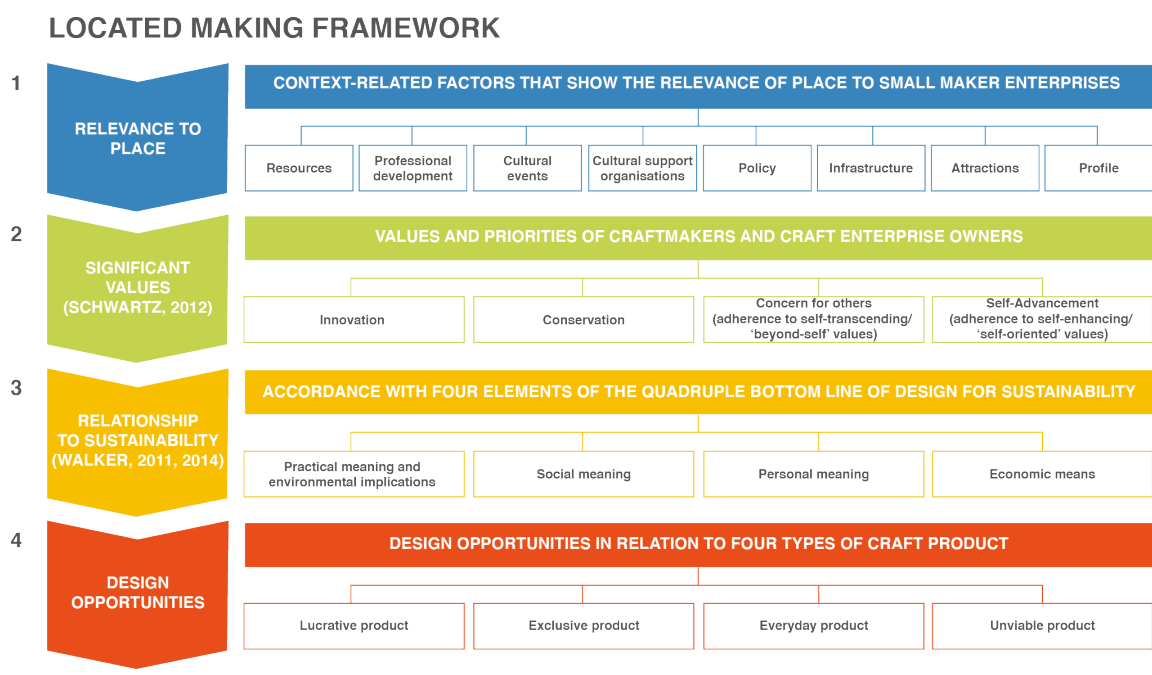 LOCATED MAKING FRAMEWORK
1
RELEVANCE TO
PLACE
CONTEXT-RELATED FACTORS THAT SHOW THE RELEVANCE OF PLACE TO SMALL MAKER ENTERPRISES
Resources
Professional
development
Cultural
events
Cultural support
organisations
Policy
Infrastructure
Attractions
Profile
2
SIGNIFICANT
VALUES
(SCHWARTZ, 2012)
VALUES AND PRIORITIES OF CRAFTMAKERS AND CRAFT ENTERPRISE OWNERS
Innovation
Conservation
Concern for others
(adherence to self-transcending/
‘beyond-self’ values)
Self-Advancement
(adherence to self-enhancing/
‘self-oriented’ values)
3
RELATIONSHIP
TO SUSTAINABILITY
(WALKER, 2011, 2014)
ACCORDANCE WITH FOUR ELEMENTS OF THE QUADRUPLE BOTTOM LINE OF DESIGN FOR SUSTAINABILITY
Practical meaning and
environmental implications
Social meaning
Personal meaning
Economic means
4
DESIGN
OPPORTUNITIES
DESIGN OPPORTUNITIES IN RELATION TO FOUR TYPES OF CRAFT PRODUCT
Lucrative product
Exclusive product
Everyday product
Unviable product